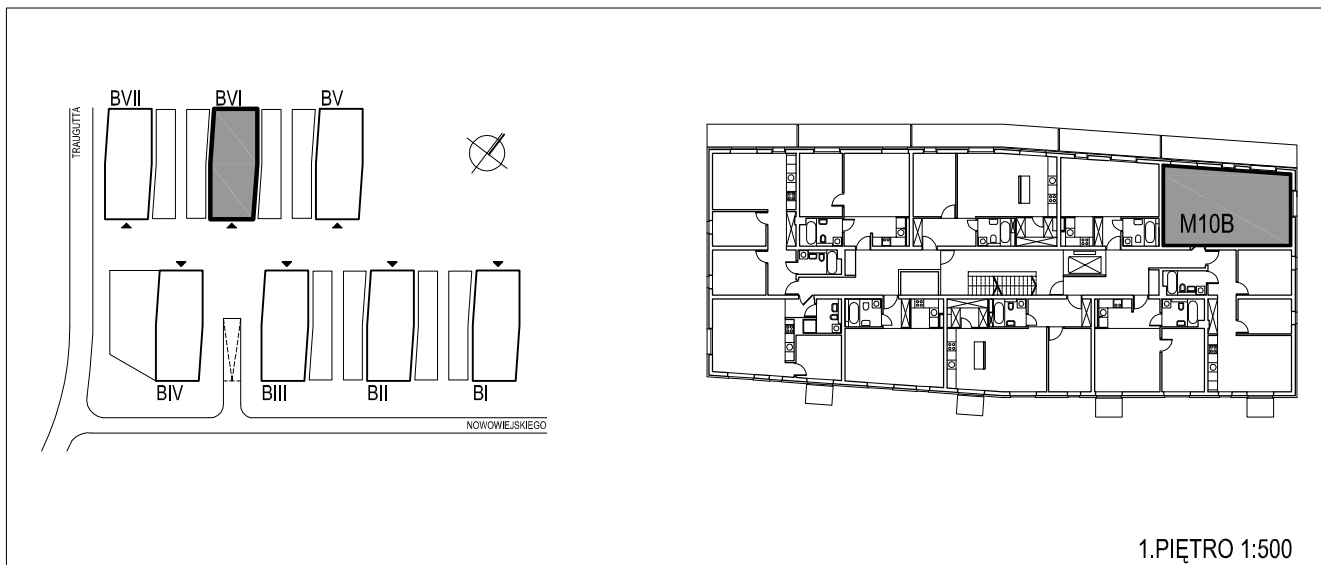 BVII
BVI
BV
TRAUGUTTA
BIV
BIII
BII
BI
NOWOWIEJSKIEGO
M10B
1.PIĘTRO 1:500